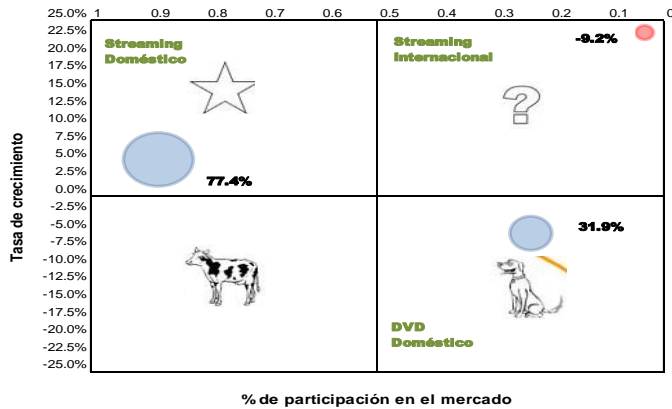 1 0.9 0.8 0.7 0.6 0.5 0.4 0.3 0.2 0.1 0
25.0%
22.5%
20.0%
17.5%
15.0%
12.5%
10.0%
7.5%
5.0%
2.5%
0.0%
-2.5%
-5.0%
-7.5%
-10.0%
-12.5%
-15.0%
-17.5%
-20.0%
-22.5%
-25.0%
Tasa de crecimiento
Streaming
Doméstico
77.4%
Streaming
Internacional
-9.2%
?
31.9%
DVD
Doméstico
% de participación en el mercado